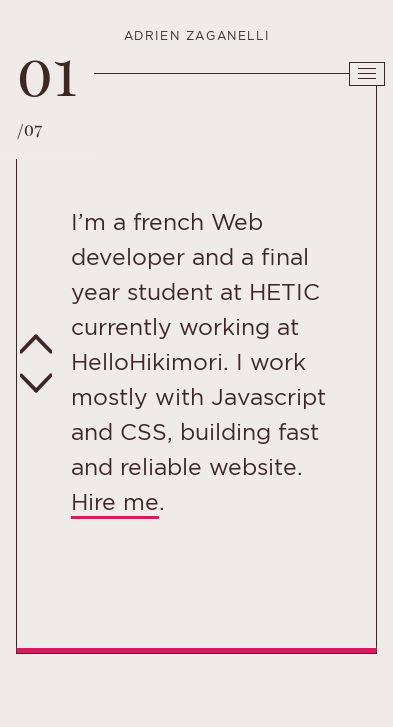 ADRIEN ZAGANELLI
01
/07
I’m a french Web
developer and a final
year student at HETIC
currently working at
HelloHikimori. I work
mostly with Javascript
and CSS, building fast
and reliable website.
Hire me.